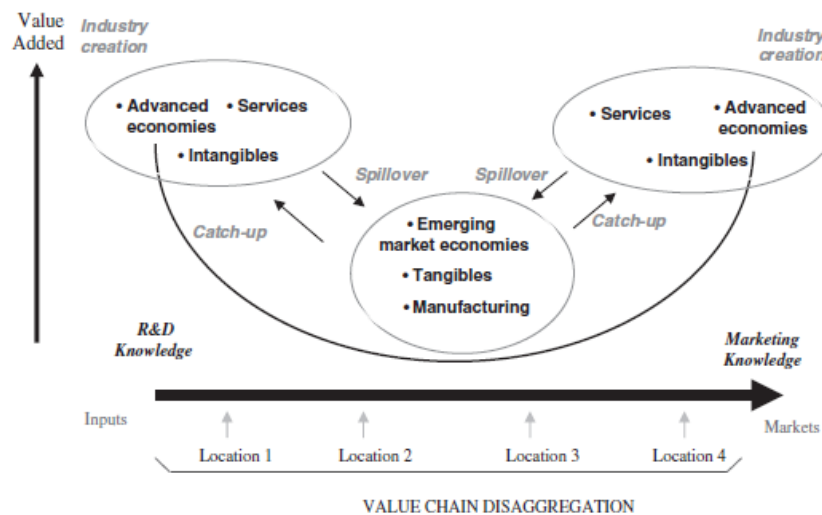 Value
Added
Industry
creation
Industry
creation
• Advanced
economies
• Services
• Intangibles
• Services
• Advanced
economies
• Intangibles
Spillover
Spillover
Catch-up
Catch-up
• Emerging
market economies
• Tangibles
• Manufacturing
R&D
Knowledge
Marketing
Knowledge
Inputs
Markets
Location 1
Location 2
Location 3
Location 4
VALUE CHAIN DISAGGREGATION